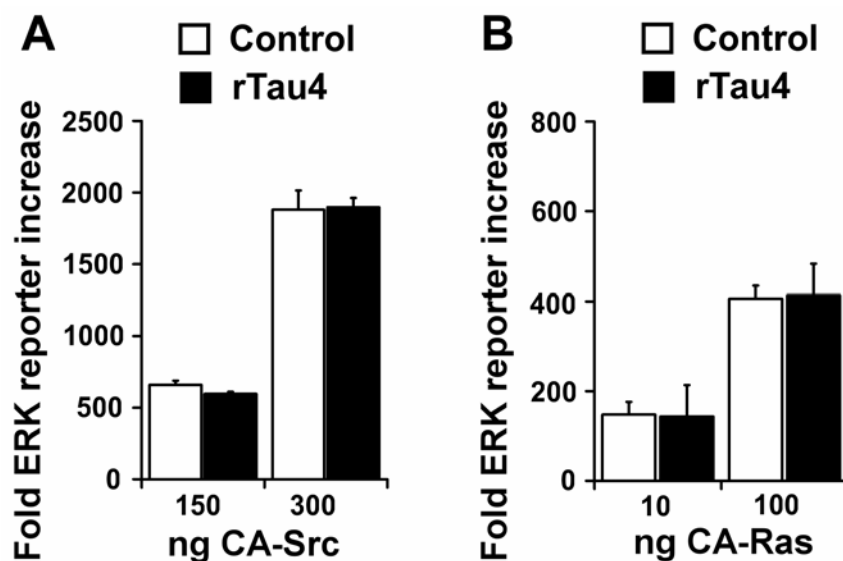 A
Control
rTau4
Fold ERK reporter increase
2500
2000
1500
1000
500
0
150 300
ng CA-Src
B
Control
rTau4
Fold ERK reporter increase
800
600
400
200
0
10 100
ng CA-Ras